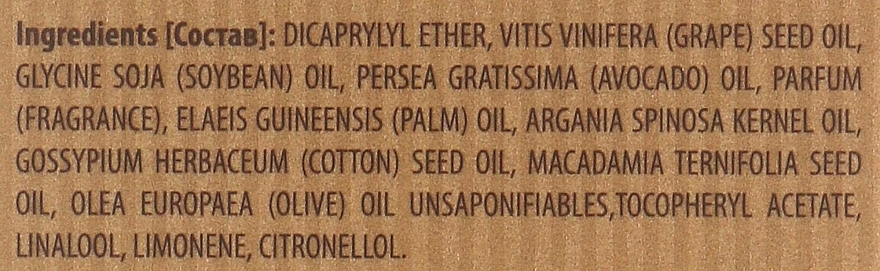 Ingredients [Состав]: DICAPRYLYL ETHER, VITIS VINIFERA (GRAPE) SEED OIL,
GLYCINE SOJA (SOYBEAN) OIL, PERSEA GRATISSIMA (AVOCADO) OIL, PARFUM
(FRAGRANCE), ELAEIS GUINEENSIS (PALM) OIL, ARGANIA SPINOSA KERNEL OIL,
GOSSYPIUM HERBACEUM (COTTON) SEED OIL, MACADAMIA TERNIFOLIA SEED
OIL, OLEA EUROPAEA (OLIVE) OIL UNSAPONIFIABLES,TOCOPHERYL ACETATE,
LINALOOL, LIMONENE, CITRONELLOL.